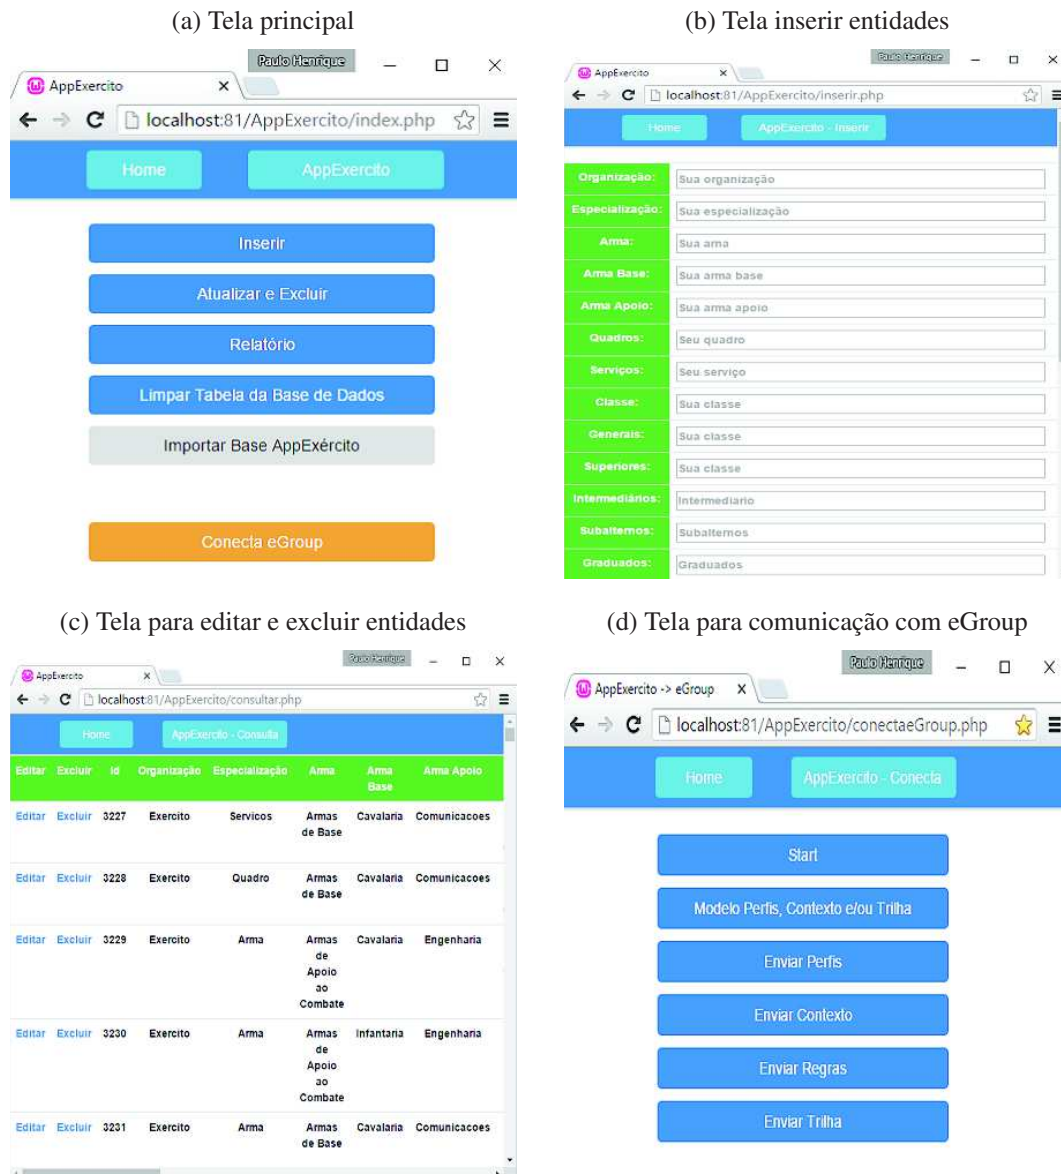 (a) Tela principal
Paulo Henrique
AppExercito
localhost:81/AppExercito/index.php
Home AppExercito
Inserir
Atualizar e Excluir
Relatório
Limpar Tabela da Base de Dados
Importar Base AppExército
Conecta eGroup
(b) Tela inserir entidades
Paulo Henrique
AppExercito
localhost:81/AppExercito/inserir.php
Home AppExercito - Inserir
Organização: Sua organização
Especialização: Sua especialização
Arma: Sua arma
Arma Base: Sua arma base
Arma Apoio: Sua arma apoio
Quadros: Seu quadro
Serviços: Seu serviço
Classe: Sua classe
Generais: Sua classe
Superiores: Sua classe
Intermediários: Intermediario
Subalternos: Subalternos
Graduados: Graduados
(c) Tela para editar e excluir entidades
Paulo Henrique
AppExercito
localhost:81/AppExercito/consultar.php
Home AppExercito - Consulta
Editar Excluir Id Organização Especialização Arma Arma Base Arma Apoio
Editar Excluir 3227 Exercito Servicos Armas de Base Cavalaria Comunicacoes
Editar Excluir 3228 Exercito Quadro Armas de Base Cavalaria Comunicacoes
Editar Excluir 3229 Exercito Arma Armas de Apoio ao Combate Cavalaria Engenharia
Editar Excluir 3230 Exercito Arma Armas de Apoio ao Combate Infantaria Engenharia
Editar Excluir 3231 Exercito Arma Armas de Base Cavalaria Comunicacoes
(d) Tela para comunicação com eGroup
Paulo Henrique
AppExercito -> eGroup
localhost:81/AppExercito/conectaeGroup.php
Home AppExercito - Conecta
Start
Modelo Perfis, Contexto e/ou Trilha
Enviar Perfis
Enviar Contexto
Enviar Regras
Enviar Trilha